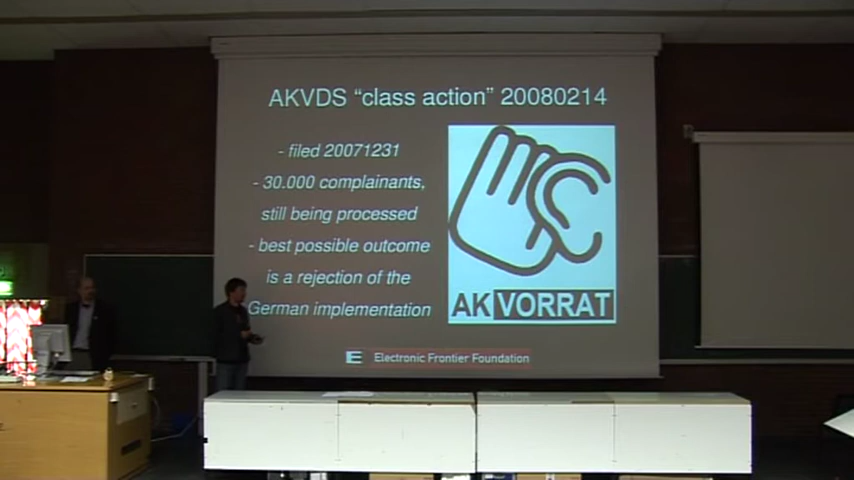 AKVDS "class action" 20080214
- filed 20071231
- 30.000 complainants,
still being processed
- best possible outcome
is a rejection of the
German implementation
AK VORRAT
E Electronic Frontier Foundation